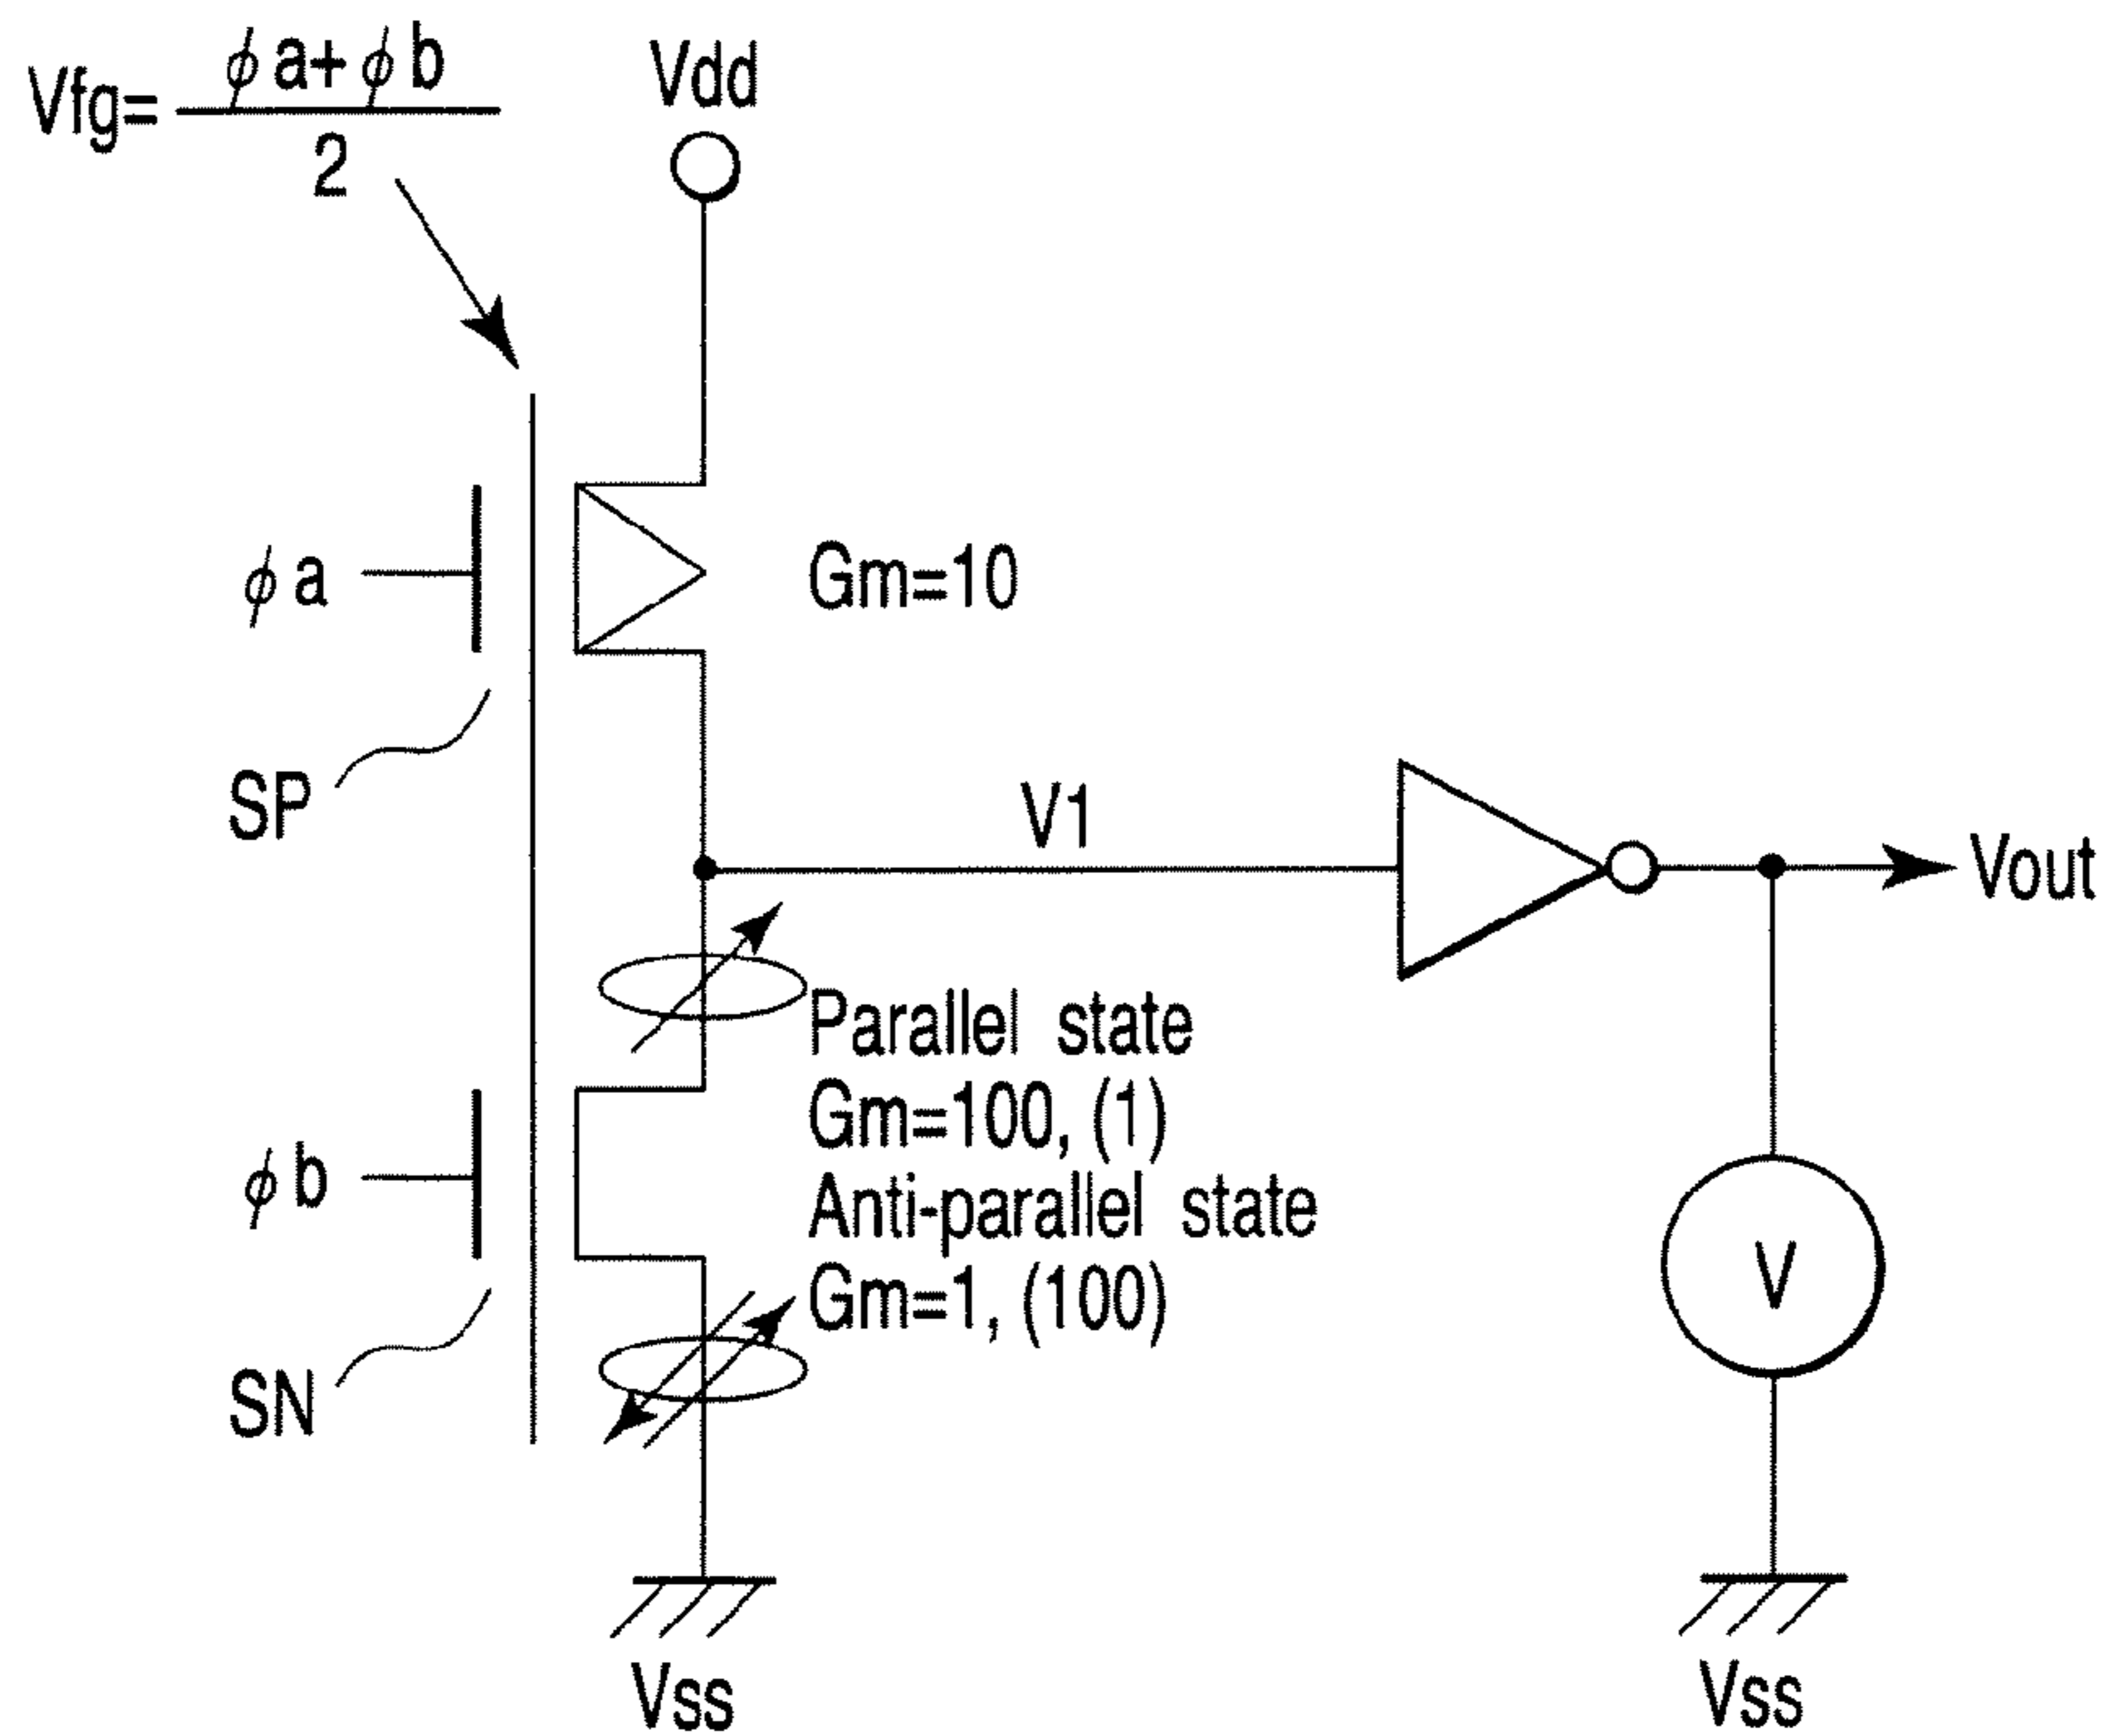 Vfg= ϕa+ϕb
2
Vdd
ϕa
Gm=10
SP
V1
Vout
Parallel state
Gm=100, (1)
ϕb
Anti-parallel state
Gm=1, (100)
V
SN
Vss
Vss